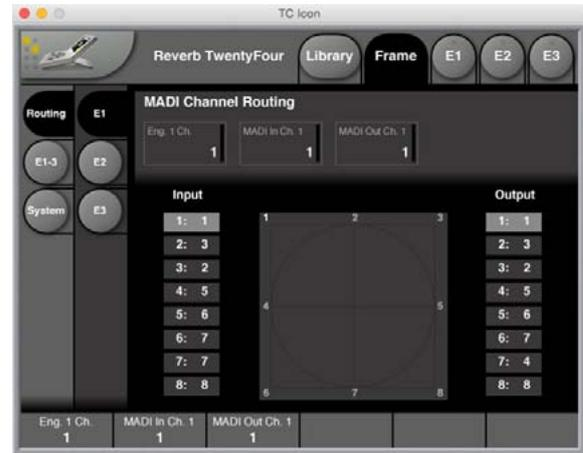 TC Icon
Reverb TwentyFour
Library
Frame
E1
E2
E3
Routing
E1
E1-3
E2
System
E3
MADI Channel Routing
Eng. 1 Ch.
1
MADI In Ch. 1
1
MADI Out Ch. 1
1
Input
Output
1: 1
2: 3
3: 2
4: 5
5: 6
6: 7
7: 7
8: 8
1
2
3
4
5
6
7
8
1: 1
2: 3
3: 2
4: 5
5: 6
6: 7
7: 4
8: 8
Eng. 1 Ch.
1
MADI In Ch. 1
1
MADI Out Ch. 1
1